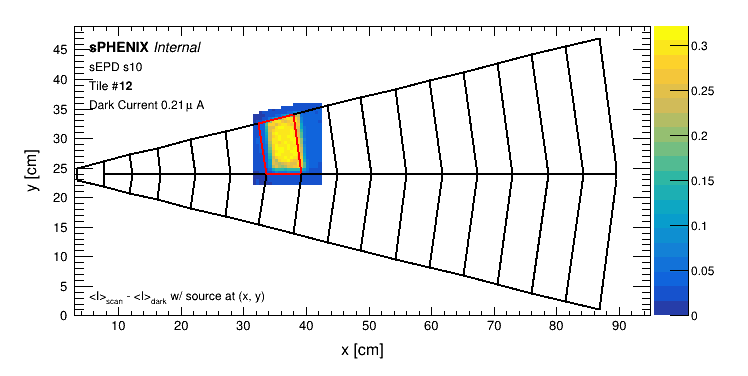 sPHENIX Internal
sEPD s10
Tile #12
Dark Current 0.21 μ A
<I>scan - <I>dark w/ source at (x, y)
y [cm]
45
40
35
30
25
20
15
10
5
0
10 20 30 40 50 60 70 80 90
x [cm]
0.3
0.25
0.2
0.15
0.1
0.05
0